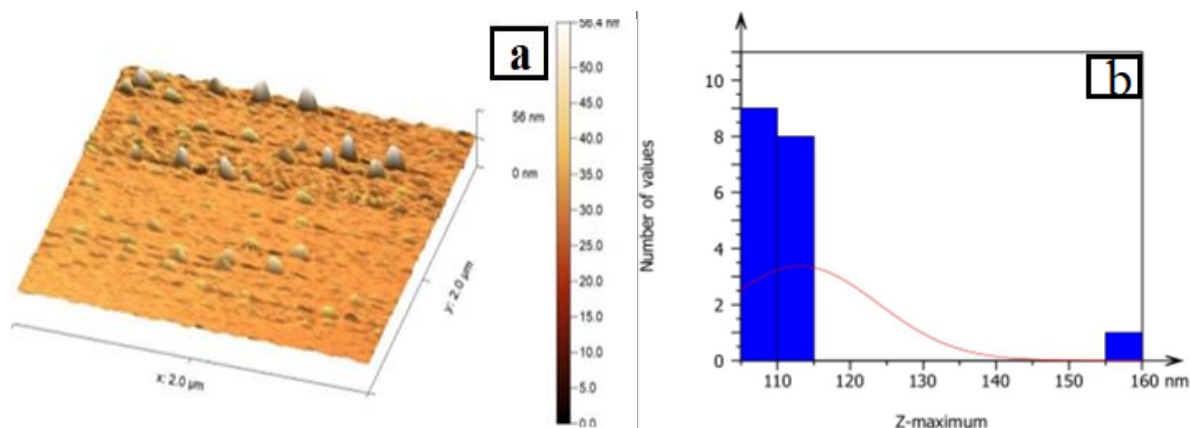 a
56.4 nm
50.0
45.0
40.0
35.0
30.0
25.0
20.0
15.0
10.0
5.0
0.0
56 nm
0 nm
x: 2.0 µm
y: 2.0 µm
b
Number of values
10
8
6
4
2
0
110 120 130 140 150 160 nm
Z-maximum